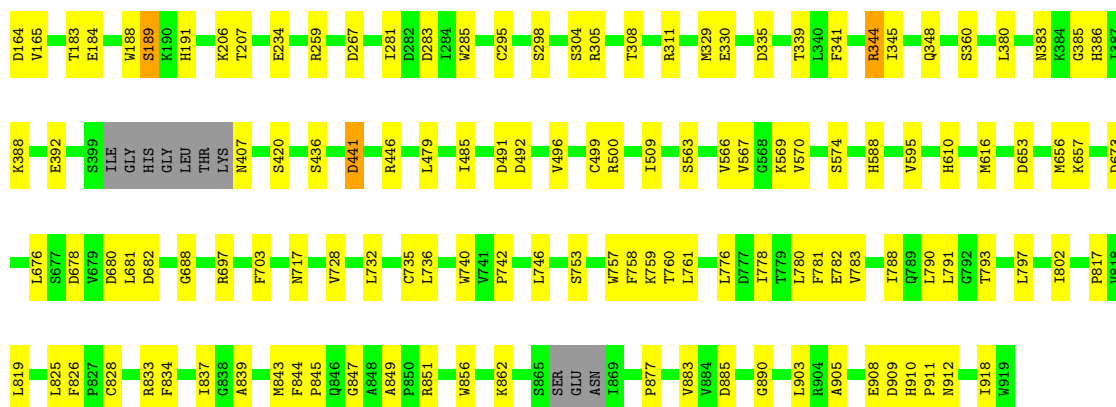 D164 V165 T183 E184 W188 S189 K190 H191 K206 T207 E234 R259 D267 I281 D282 D283 I284 W285 C295 S298 S304 R305 T308 R311 M329 E330 D335 T339 L340 F341 R344 I345 Q348 S360 L380 N383 K384 G385 H386
K388 E392 S399 ILE GLY HIS GLY LEU THR LYS N407 S420 S436 D441 R446 L479 I485 D491 D492 V496 C499 R500 I509 S563 V566 V567 G568 K569 V570 S574 H588 V595 H610 M616 D653 M656 K657
L676 S677 D678 V679 D680 L681 D682 G688 R697 F703 N717 V728 L732 C735 L736 W740 V741 P742 L746 S753 W757 F758 K759 T760 L761 L776 D777 I778 T779 L780 F781 E782 V783 I788 Q789 L790 L791 G792 T793 L797 I802 P817
L819 L825 F826 P827 C828 R833 F834 I837 G838 A839 M843 F844 P845 Q846 G847 A848 A849 P850 R851 W856 K862 S865 SER GLU ASN I869 P877 V883 V884 D885 G890 L903 R904 A905 E908 D909 H910 P911 N912 I918 W919